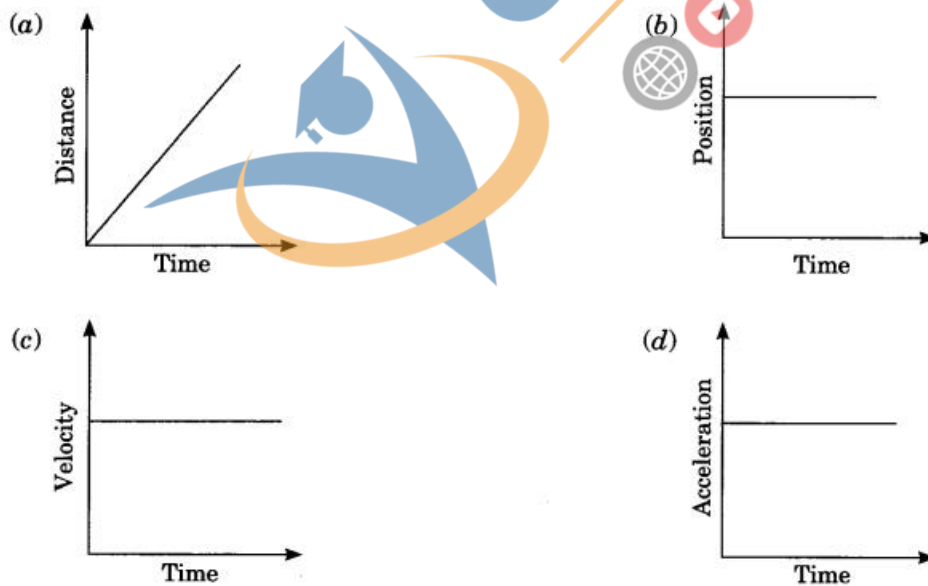 (a)
Distance
Time
(b)
Position
Time
(c)
Velocity
Time
(d)
Acceleration
Time